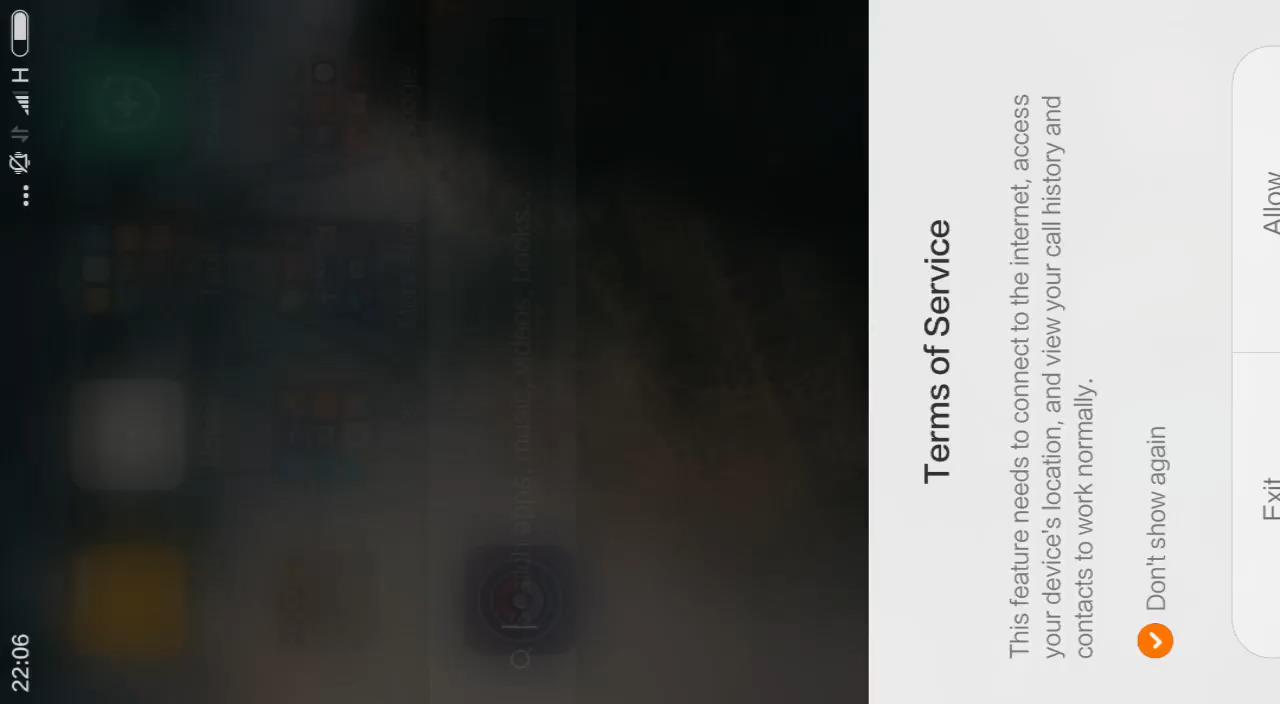 22:06
H
Terms of Service
This feature needs to connect to the internet, access
your device's location, and view your call history and
contacts to work normally.
Don't show again
Exit
Allow